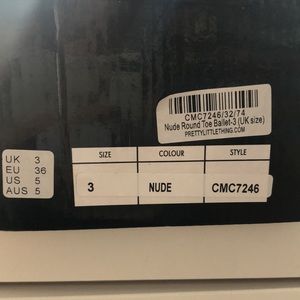 CMC7246/32/74
Nude Round Toe Ballet-3 (UK size)
PRETTYLITTLETHING.COM
UK 3
EU 36
US 5
AUS 5
SIZE COLOUR STYLE
3 NUDE CMC7246